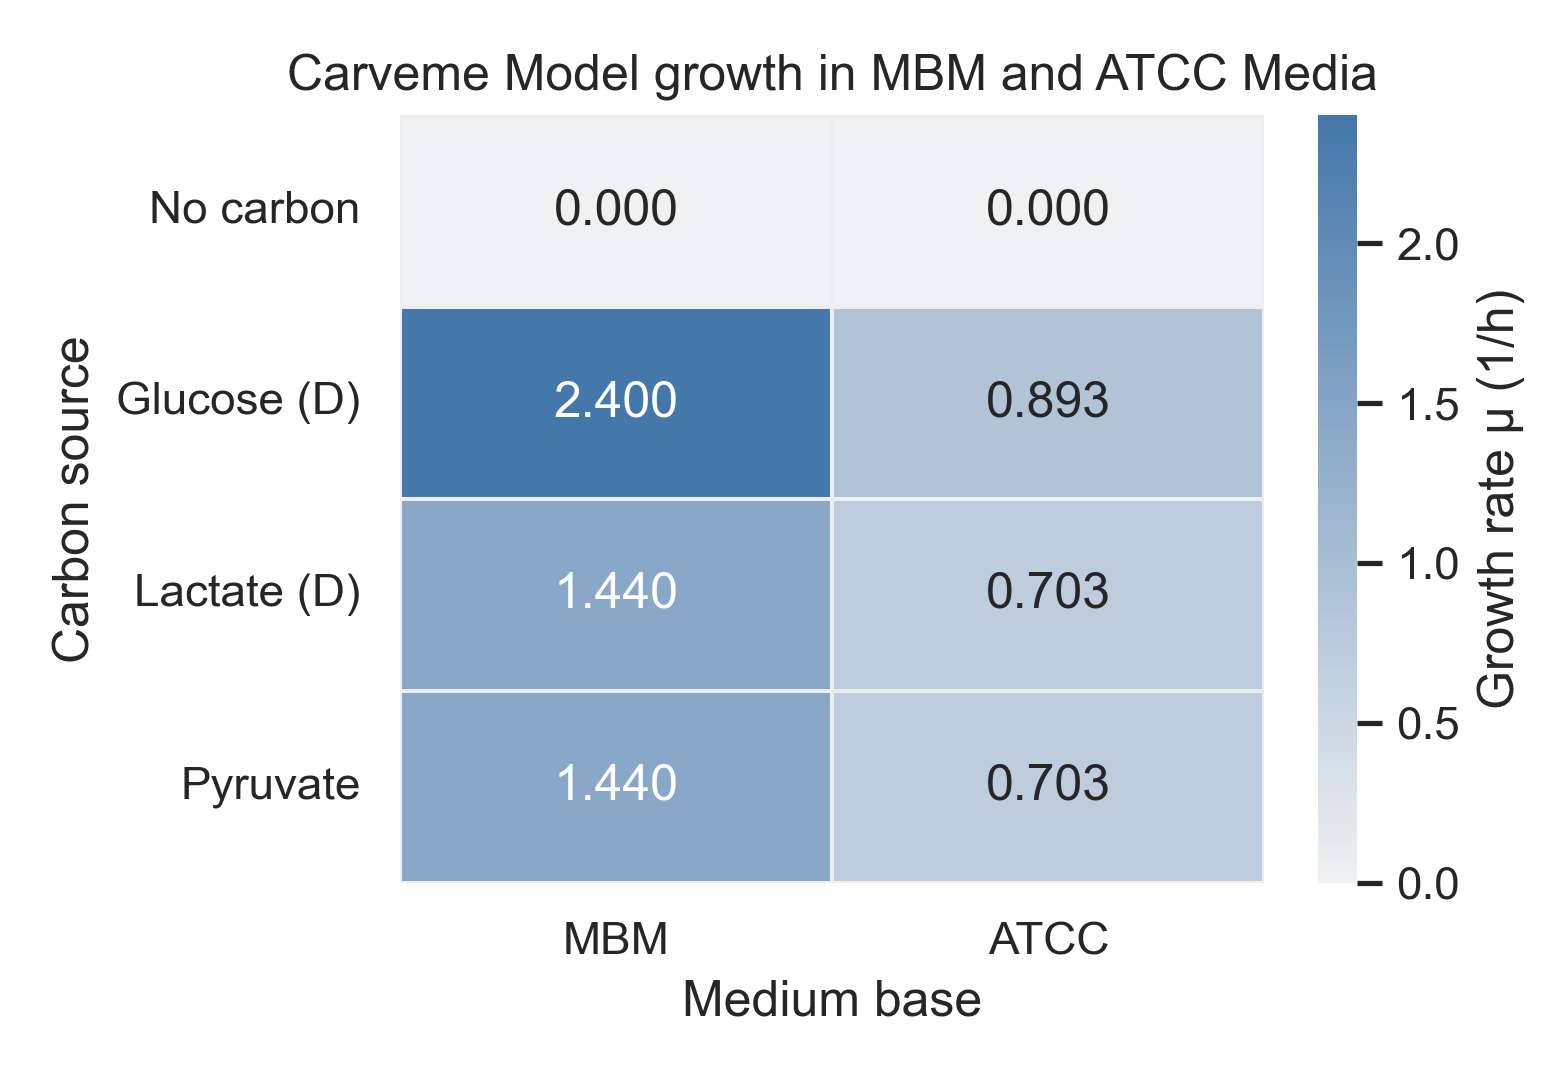 Carveme Model growth in MBM and ATCC Media
No carbon
0.000
0.000
Glucose (D)
2.400
0.893
Lactate (D)
1.440
0.703
Pyruvate
1.440
0.703
MBM
ATCC
Medium base
Carbon source
2.0
1.5
1.0
0.5
0.0
Growth rate μ (1/h)